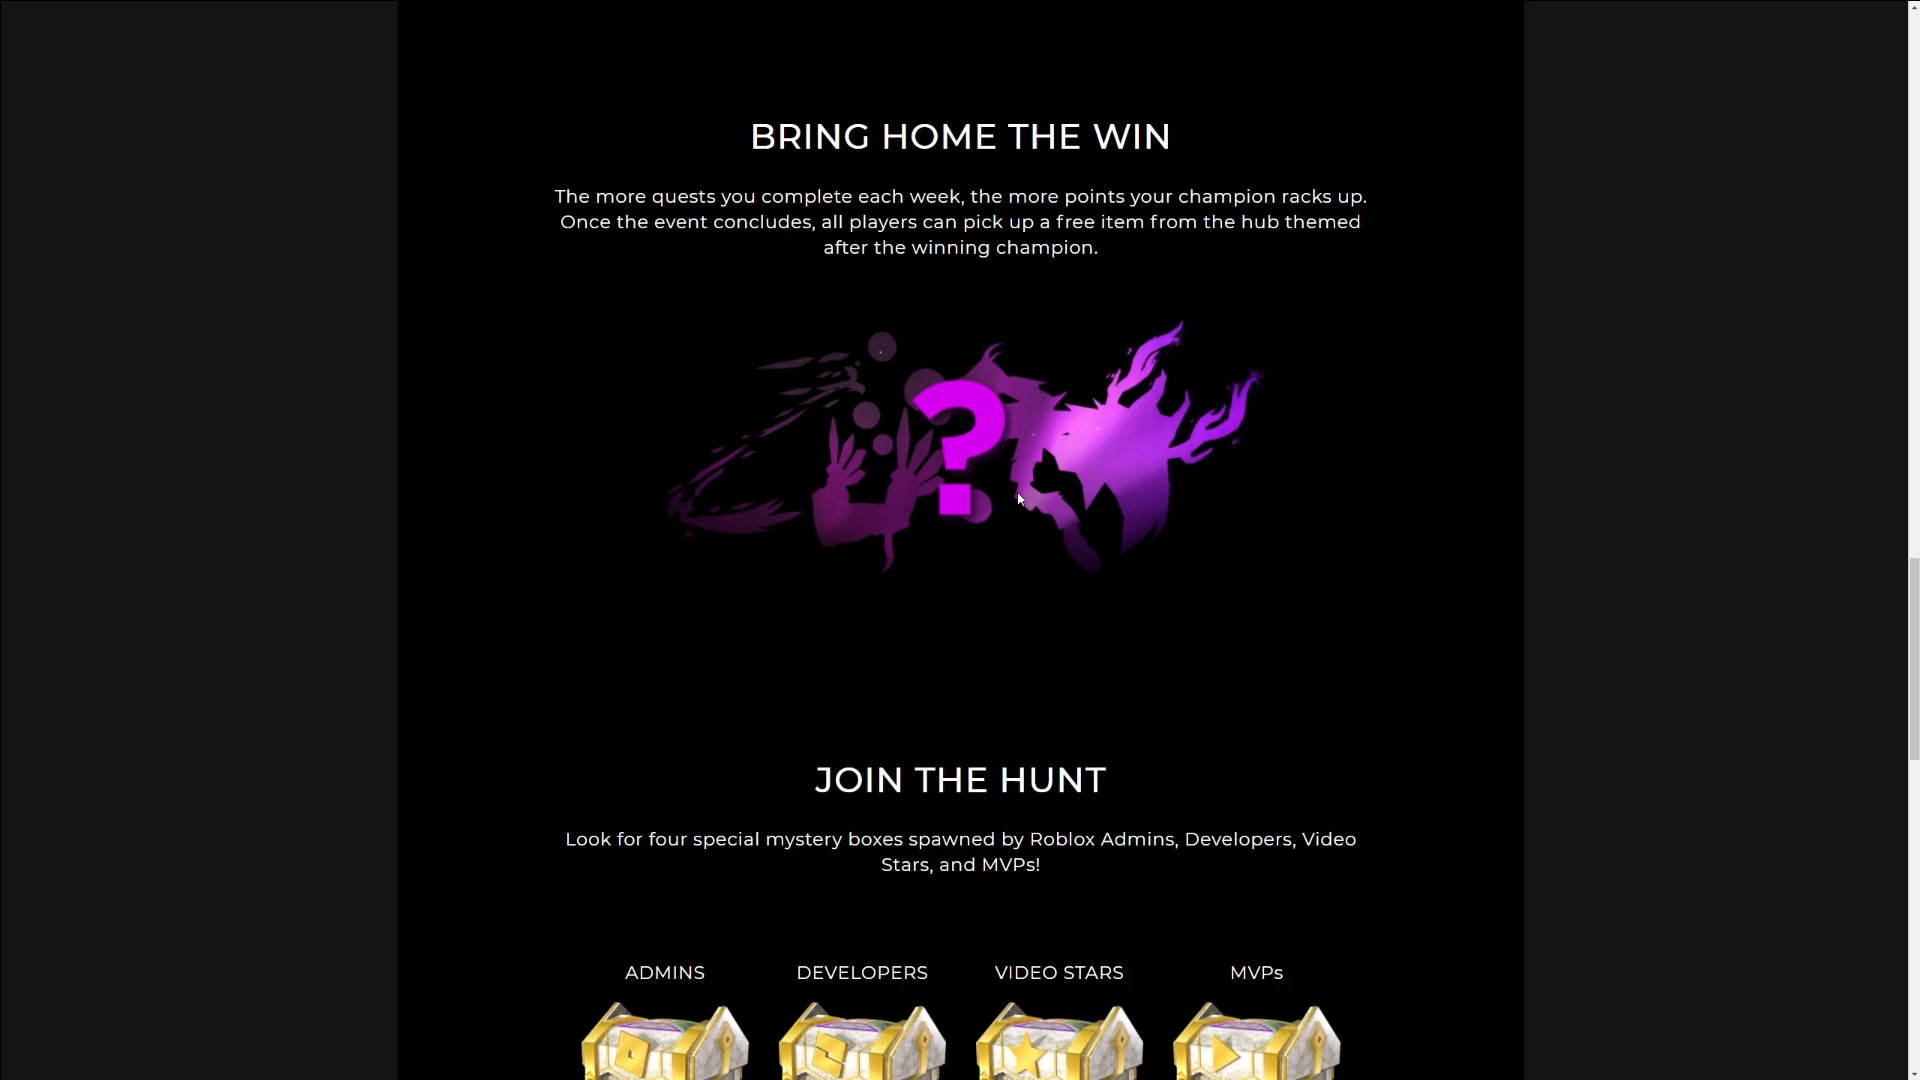 BRING HOME THE WIN
The more quests you complete each week, the more points your champion racks up.
Once the event concludes, all players can pick up a free item from the hub themed
after the winning champion.
?
JOIN THE HUNT
Look for four special mystery boxes spawned by Roblox Admins, Developers, Video
Stars, and MVPs!
ADMINS DEVELOPERS VIDEO STARS MVPs